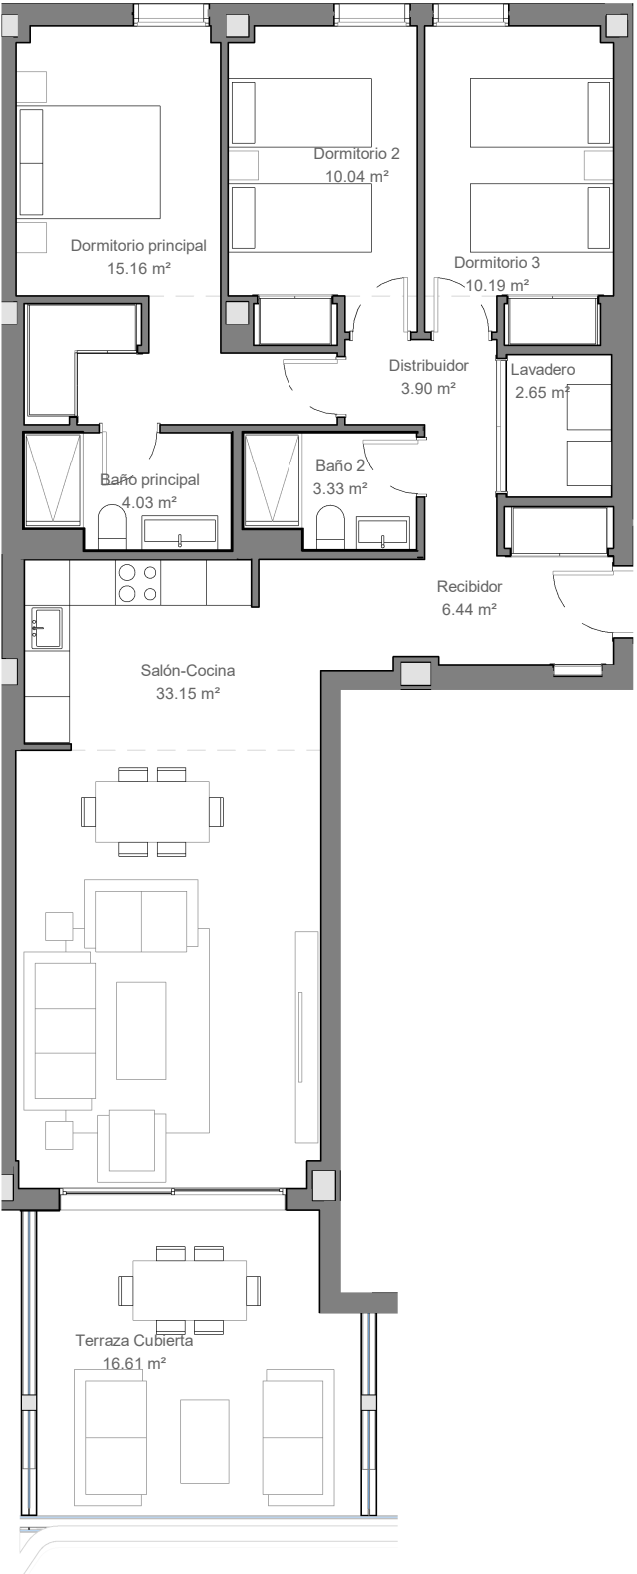 Dormitorio 2
10.04 m²
Dormitorio principal
15.16 m²
Dormitorio 3
10.19 m²
Distribuidor
3.90 m²
Lavadero
2.65 m²
Baño principal
4.03 m²
Baño 2
3.33 m²
Recibidor
6.44 m²
Salón-Cocina
33.15 m²
Terraza Cubierta
16.61 m²